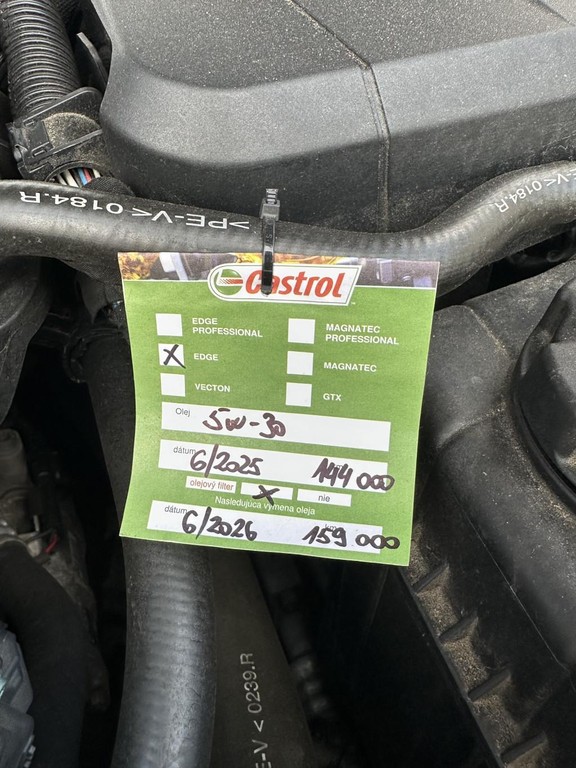 >PE-V< 0184.R
>PE-V< 0184.R
Castrol
EDGE PROFESSIONAL
MAGNATEC PROFESSIONAL
X EDGE
MAGNATEC
VECTON
GTX
Olej 5W-30
dátum 6/2025 144 000
olejový filter X nie
Nasledujúca výmena oleja
dátum 6/2026 km 159 000
E-V < 0239.R